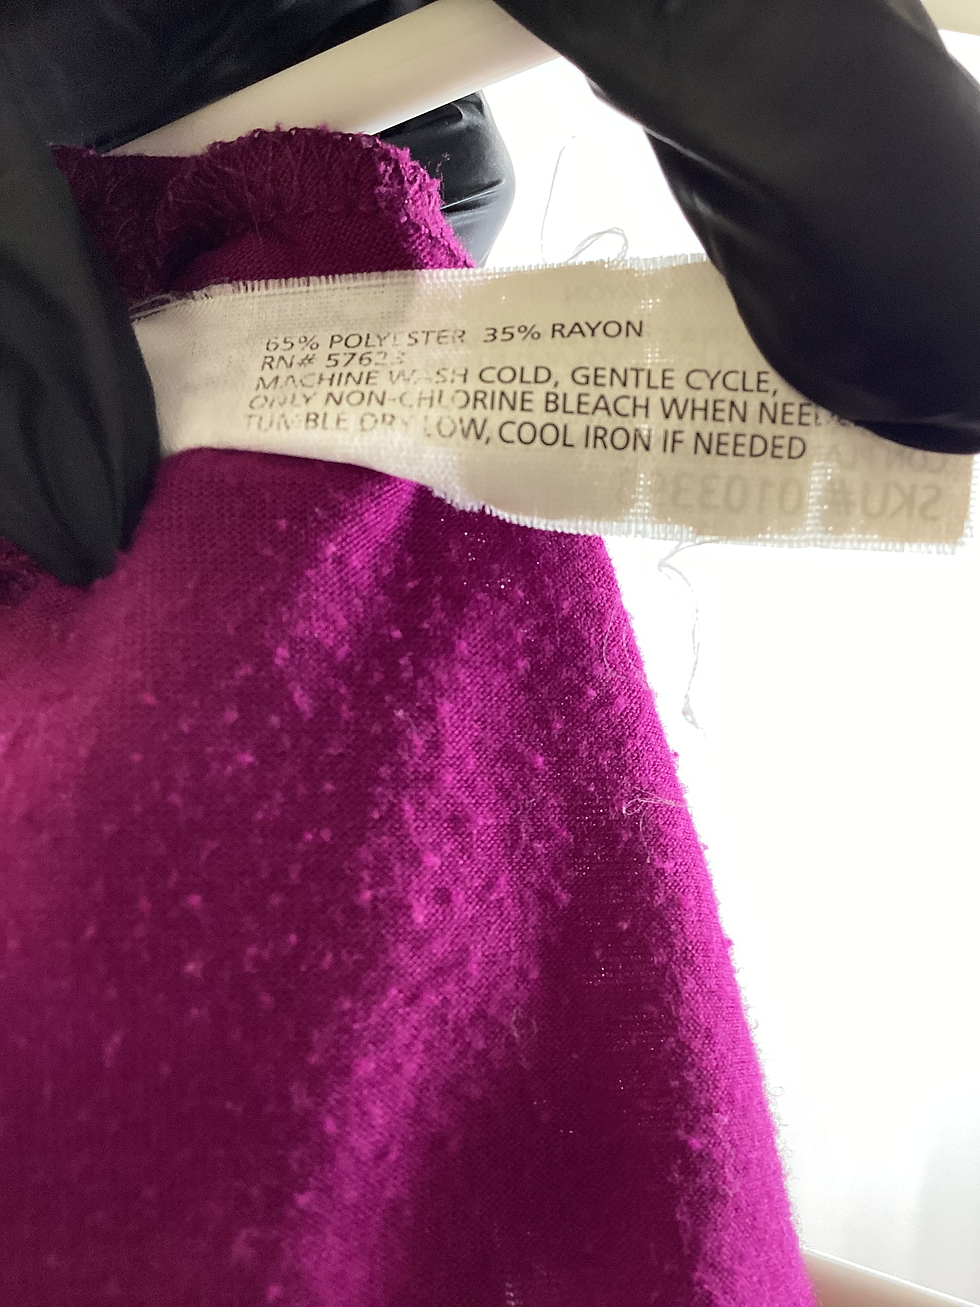 65% POLYESTER 35% RAYON
RN#
MACHINE WASH COLD, GENTLE CYCLE,
ONLY NON-CHLORINE BLEACH WHEN
TUMBLE DRY LOW, COOL IRON IF NEEDED
SKU#